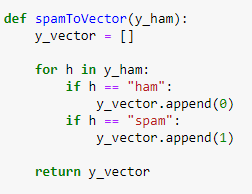 def spamToVector(y_ham):
    y_vector = []

    for h in y_ham:
        if h == "ham":
            y_vector.append(0)
        if h == "spam":
            y_vector.append(1)

    return y_vector